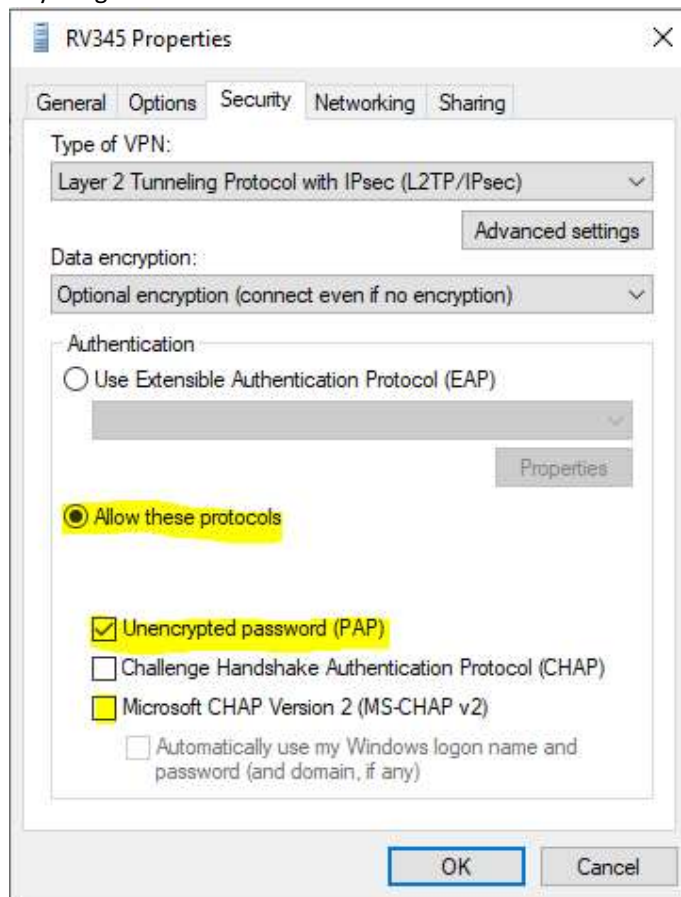 RV345 Properties
General Options Security Networking Sharing
Type of VPN:
Layer 2 Tunneling Protocol with IPsec (L2TP/IPsec)
Advanced settings
Data encryption:
Optional encryption (connect even if no encryption)
Authentication
Use Extensible Authentication Protocol (EAP)
Properties
Allow these protocols
Unencrypted password (PAP)
Challenge Handshake Authentication Protocol (CHAP)
Microsoft CHAP Version 2 (MS-CHAP v2)
Automatically use my Windows logon name and
password (and domain, if any)
OK Cancel